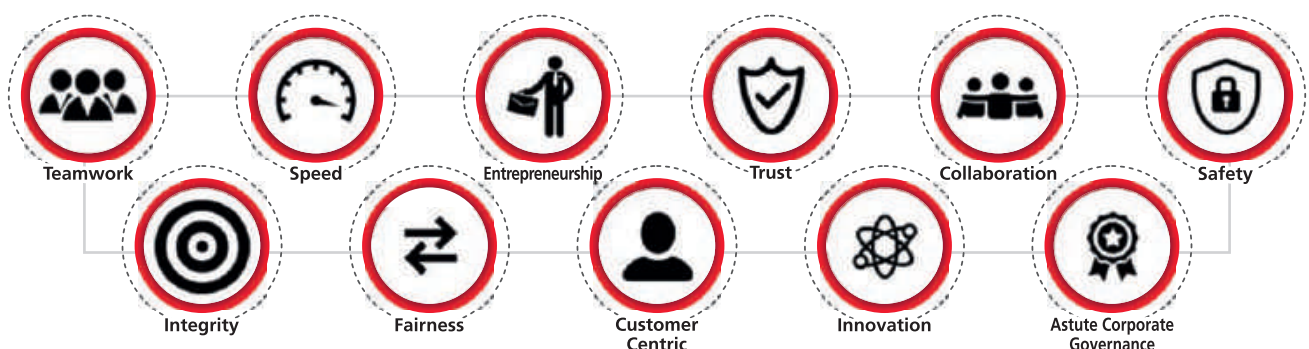 Teamwork
Speed
Entrepreneurship
Trust
Collaboration
Safety
Integrity
Fairness
Customer
Centric
Innovation
Astute Corporate
Governance